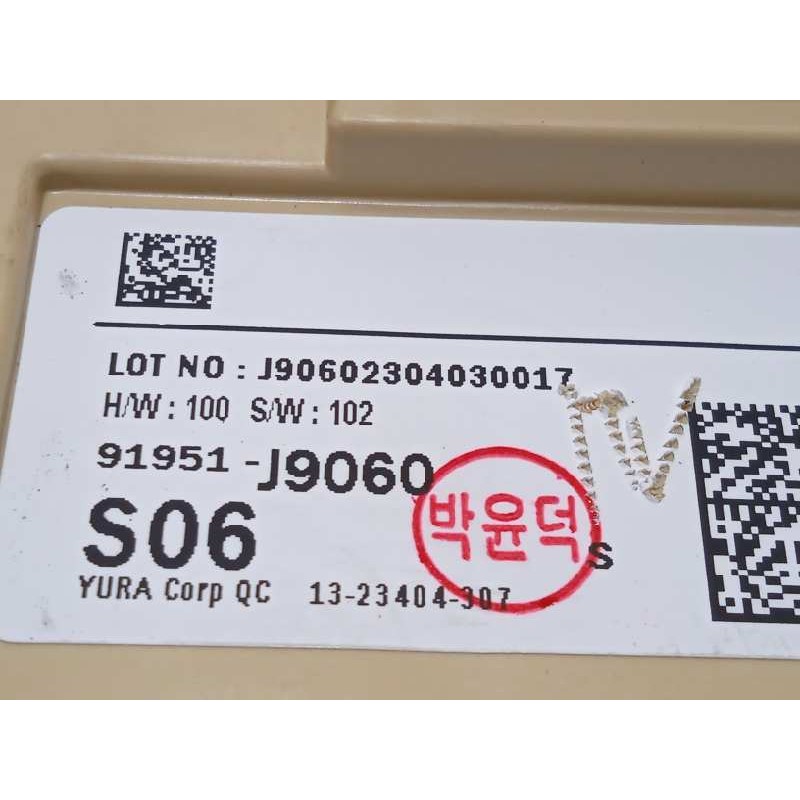 LOT NO : J90602304030017
H/W : 100 S/W : 102
91951 -J9060
S06
박윤덕
S
YURA Corp QC 13-23404-307